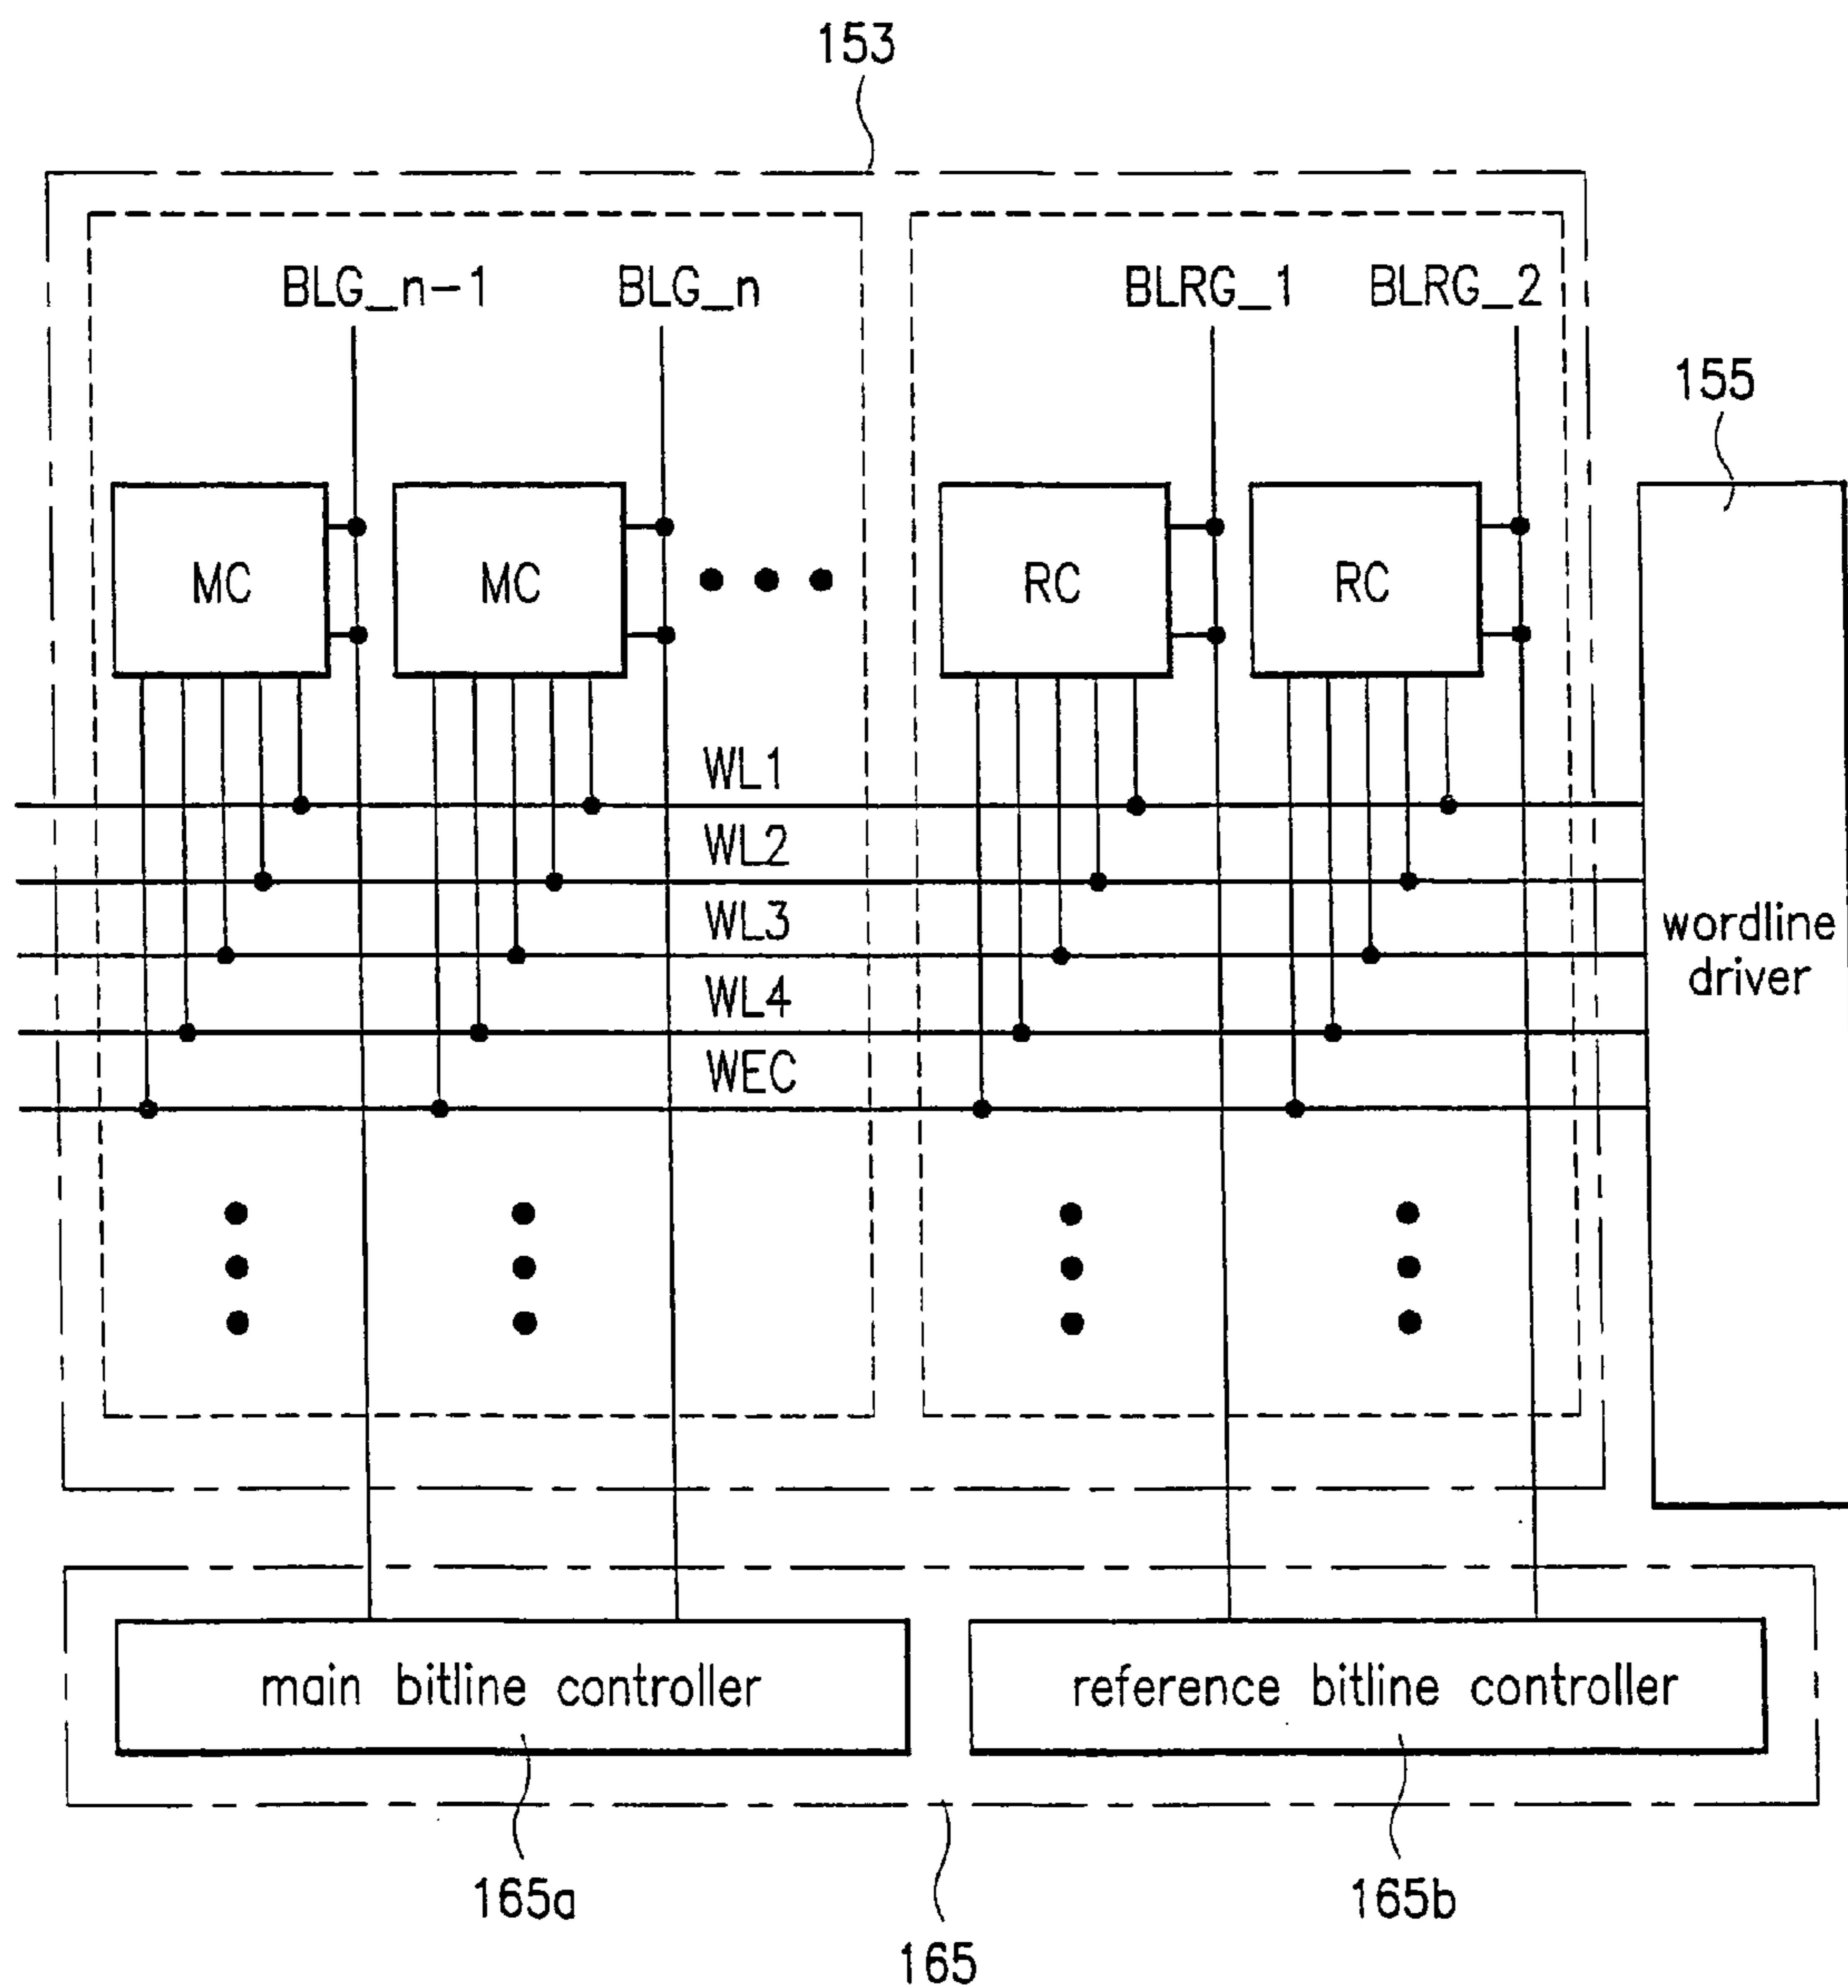 153
BLG_n-1 BLG_n BLRG_1 BLRG_2
155
MC MC RC RC
WL1
WL2
WL3
WL4
WEC
wordline
driver
main bitline controller
reference bitline controller
165a
165b
165